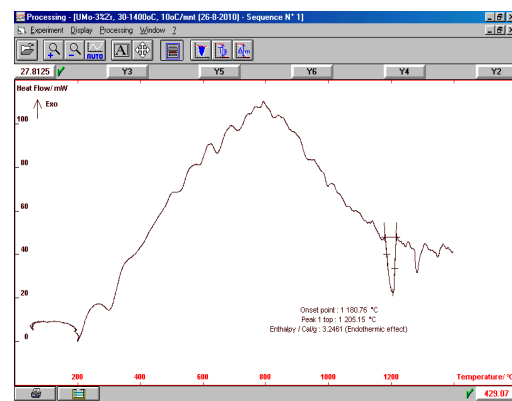 Processing - [UMo-3%Zr, 30-1400oC, 10oC/mnt (26-8-2010) - Sequence N° 1]
Experiment Display Processing Window ?
AUTO A
27.8125 Y3 Y5 Y6 Y4 Y2
Heat Flow/ mW
Exo
100
80
60
40
20
0
Onset point : 1 180.76 °C
Peak 1 top : 1 205.15 °C
Enthalpy / Cal/g : 3.2461 (Endothermic effect)
200 400 600 800 1000 1200 Temperature/ °C
429.07